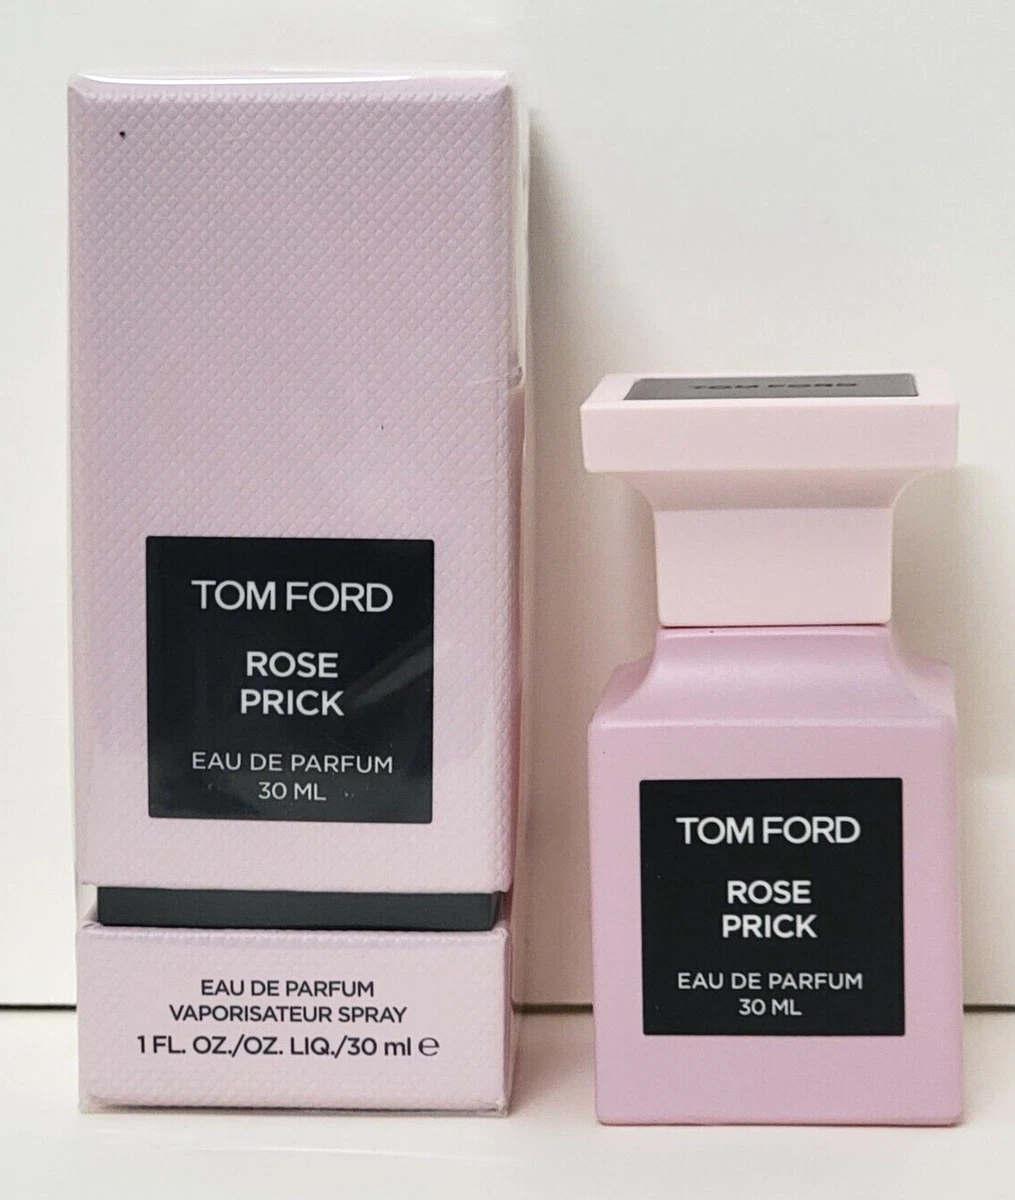 TOM FORD
ROSE
PRICK
EAU DE PARFUM
30 ML
EAU DE PARFUM
VAPORISATEUR SPRAY
1 FL. OZ./OZ. LIQ./30 ml ℮
TOM FORD
TOM FORD
ROSE
PRICK
EAU DE PARFUM
30 ML